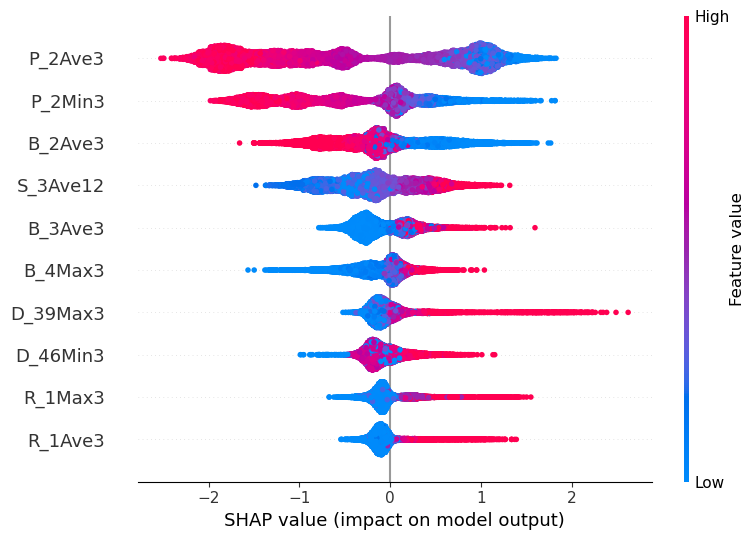 High
P_2Ave3
P_2Min3
B_2Ave3
S_3Ave12
B_3Ave3
B_4Max3
D_39Max3
D_46Min3
R_1Max3
R_1Ave3
Feature value
Low
−2 −1 0 1 2
SHAP value (impact on model output)